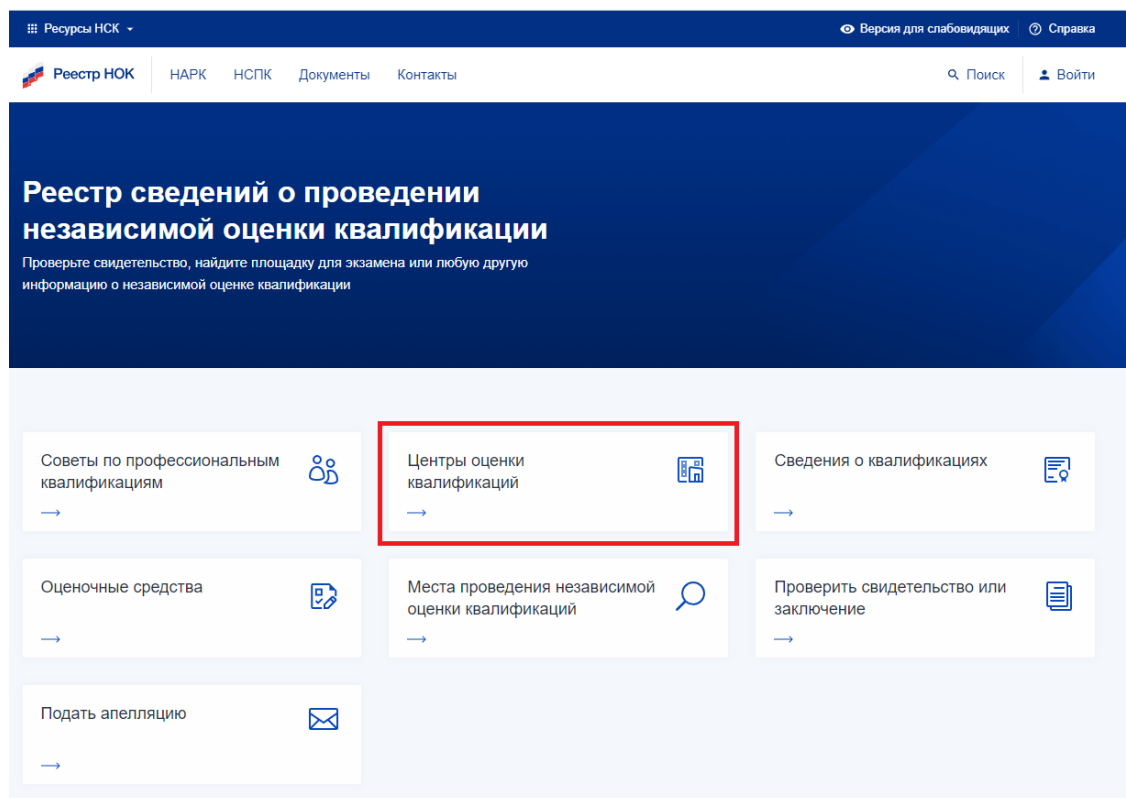 Ресурсы НСК
Версия для слабовидящих
Справка
Реестр НОК
НАРК
НСПК
Документы
Контакты
Поиск
Войти
Реестр сведений о проведении
независимой оценки квалификации
Проверьте свидетельство, найдите площадку для экзамена или любую другую
информацию о независимой оценке квалификации
Советы по профессиональным
квалификациям
Центры оценки
квалификаций
Сведения о квалификациях
Оценочные средства
Места проведения независимой
оценки квалификаций
Проверить свидетельство или
заключение
Подать апелляцию